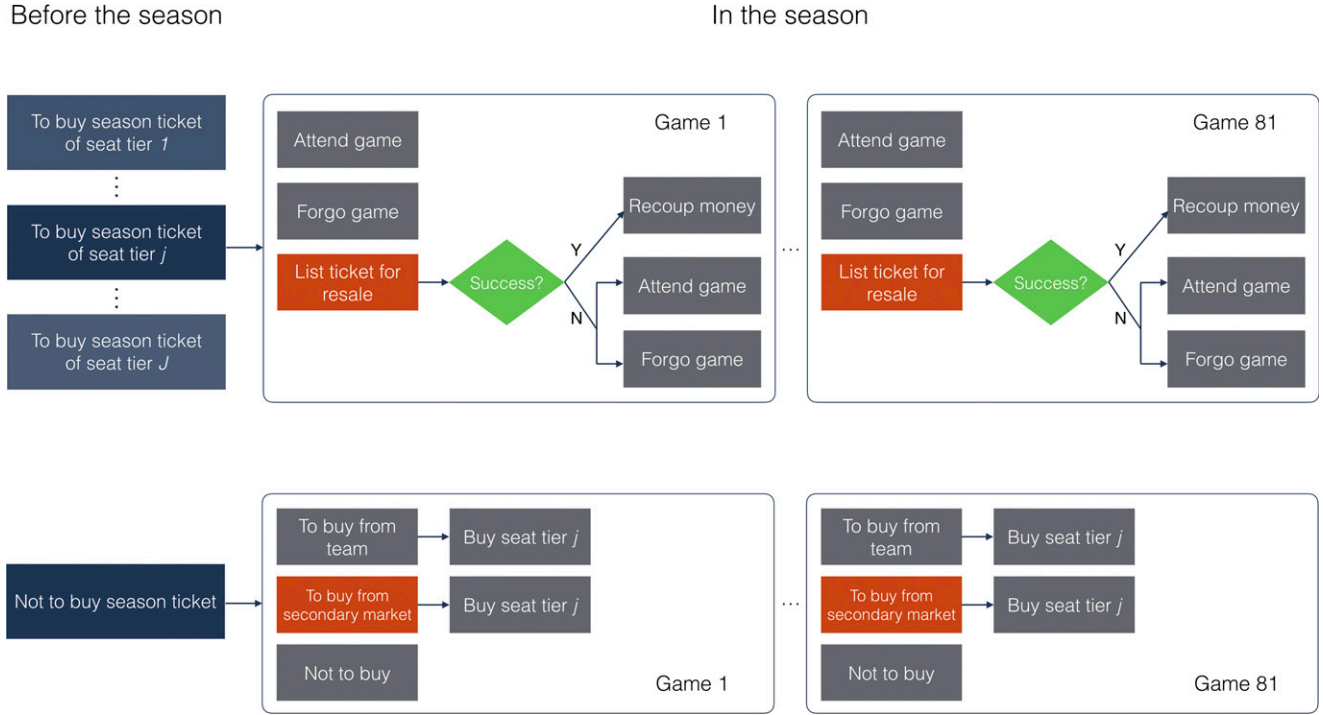 Before the season
In the season
To buy season ticket
of seat tier 1
To buy season ticket
of seat tier j
To buy season ticket
of seat tier J
Game 1
Attend game
Forgo game
List ticket for
resale
Success?
Y
N
Recoup money
Attend game
Forgo game
...
Game 81
Attend game
Forgo game
List ticket for
resale
Success?
Y
N
Recoup money
Attend game
Forgo game
Not to buy season ticket
To buy from
team
Buy seat tier j
To buy from
secondary market
Buy seat tier j
Not to buy
Game 1
...
To buy from
team
Buy seat tier j
To buy from
secondary market
Buy seat tier j
Not to buy
Game 81